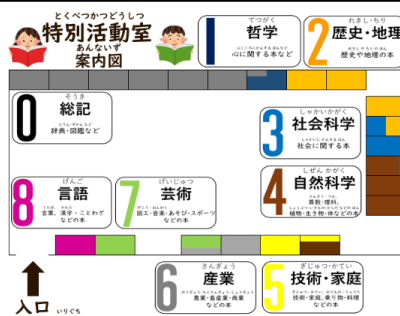 とくべつかつどうしつ
特別活動室
あんないず
案内図
1
てつがく
哲学
心に関する本など
2
れきし・ちり
歴史・地理
歴史や地理の本
0
そうき
総記
辞典・図鑑など
3
しゃかいかがく
社会科学
社会に関する本
4
しぜん かがく
自然科学
算数・理科、
植物・生き物・体などの本
8
げんご
言語
言葉、漢字・ことわざ
などの本
7
げいじゅつ
芸術
図工・音楽・あそび・スポーツ
などの本
6
さんぎょう
産業
農業・畜産業・商業
などの本
5
ぎじゅつ・かてい
技術・家庭
技術・家庭、乗り物・料理
などの本
入口
いりぐち